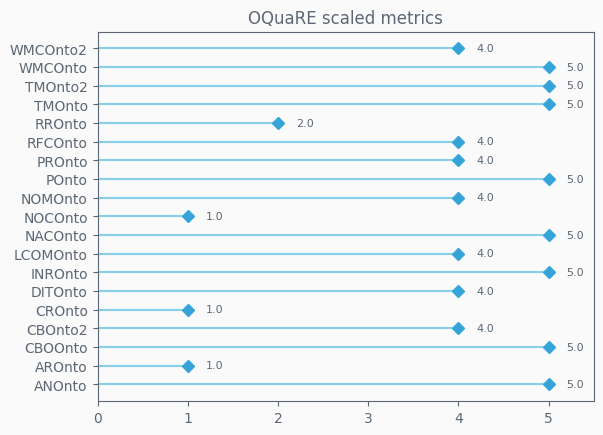 OQuaRE scaled metrics
WMCOnto2 4.0
WMCOnto 5.0
TMOnto2 5.0
TMOnto 5.0
RROnto 2.0
RFCOnto 4.0
PROnto 4.0
POnto 5.0
NOMOnto 4.0
NOCOnto 1.0
NACOnto 5.0
LCOMOnto 4.0
INROnto 5.0
DITOnto 4.0
CROnto 1.0
CBOnto2 4.0
CBOOnto 5.0
AROnto 1.0
ANOnto 5.0
0 1 2 3 4 5